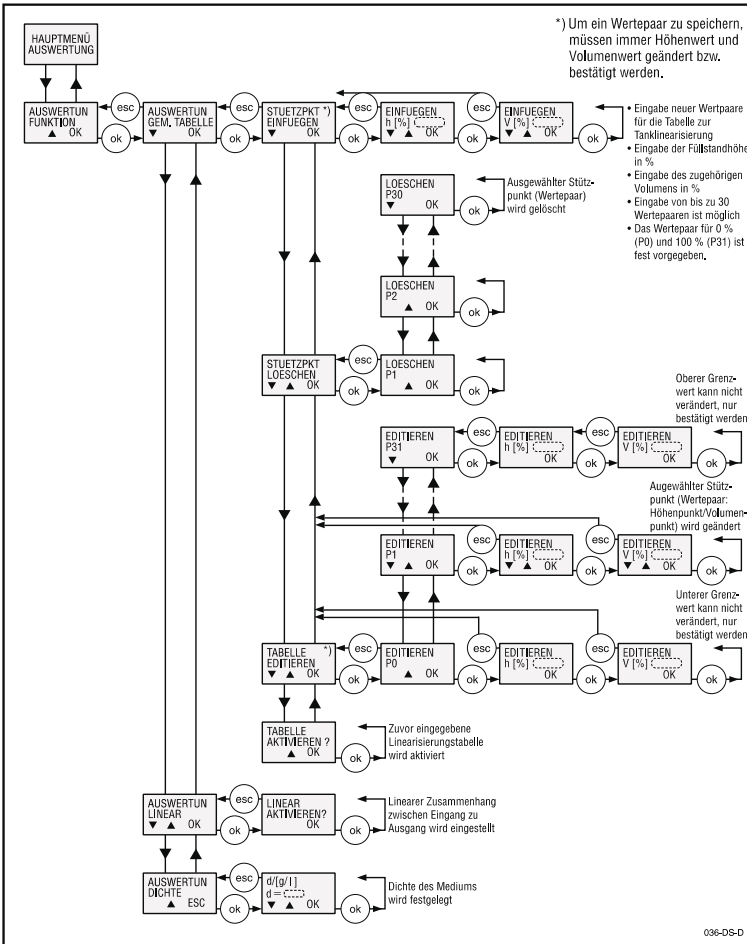 *) Um ein Wertepaar zu speichern,
müssen immer Höhenwert und
Volumenwert geändert bzw.
bestätigt werden.
HAUPTMENÜ
AUSWERTUNG
AUSWERTUN
FUNKTION
▲ OK
esc
ok
AUSWERTUN
GEM. TABELLE
▼ OK
esc
ok
STUETZPKT *)
EINFUEGEN
▼ OK
esc
ok
EINFUEGEN
h [%]
▼ ▲ OK
esc
ok
EINFUEGEN
V [%]
▼ ▲ OK
ok
• Eingabe neuer Wertpaare
für die Tabelle zur
Tanklinearisierung
• Eingabe der Füllstandhöhe
in %
• Eingabe des zugehörigen
Volumens in %
• Eingabe von bis zu 30
Wertepaaren ist möglich
• Das Wertepaar für 0 %
(P0) und 100 % (P31) ist
fest vorgegeben.
LOESCHEN
P30
▼ OK
ok
Ausgewählter Stütz-
punkt (Wertepaar)
wird gelöscht
LOESCHEN
P2
▲ OK
ok
STUETZPKT
LOESCHEN
▼ ▲ OK
esc
ok
LOESCHEN
P1
▲ OK
ok
Oberer Grenz-
wert kann nicht
verändert, nur
bestätigt werden
EDITIEREN
P31
▼ OK
esc
ok
EDITIEREN
h [%]
OK
esc
ok
EDITIEREN
V [%]
OK
ok
Augewählter Stütz-
punkt (Wertepaar:
Höhenpunkt/Volumen-
punkt) wird geändert
EDITIEREN
P1
▼ ▲ OK
esc
ok
EDITIEREN
h [%]
▼ ▲ OK
esc
ok
EDITIEREN
V [%]
▼ ▲ OK
ok
Unterer Grenz-
wert kann nicht
verändert, nur
bestätigt werden
TABELLE *)
EDITIEREN
▼ ▲ OK
esc
ok
EDITIEREN
P0
▲ OK
esc
ok
EDITIEREN
h [%]
OK
esc
ok
EDITIEREN
V [%]
OK
ok
TABELLE
AKTIVIEREN ?
▲ OK
ok
Zuvor eingegebene
Linearisierungstabelle
wird aktiviert
AUSWERTUN
LINEAR
▼ ▲ OK
esc
ok
LINEAR
AKTIVIEREN?
OK
ok
Linearer Zusammenhang
zwischen Eingang zu
Ausgang wird eingestellt
AUSWERTUN
DICHTE
▲ ESC
esc
ok
d/[g/l]
d =
▼ ▲ OK
ok
Dichte des Mediums
wird festgelegt
036-DS-D